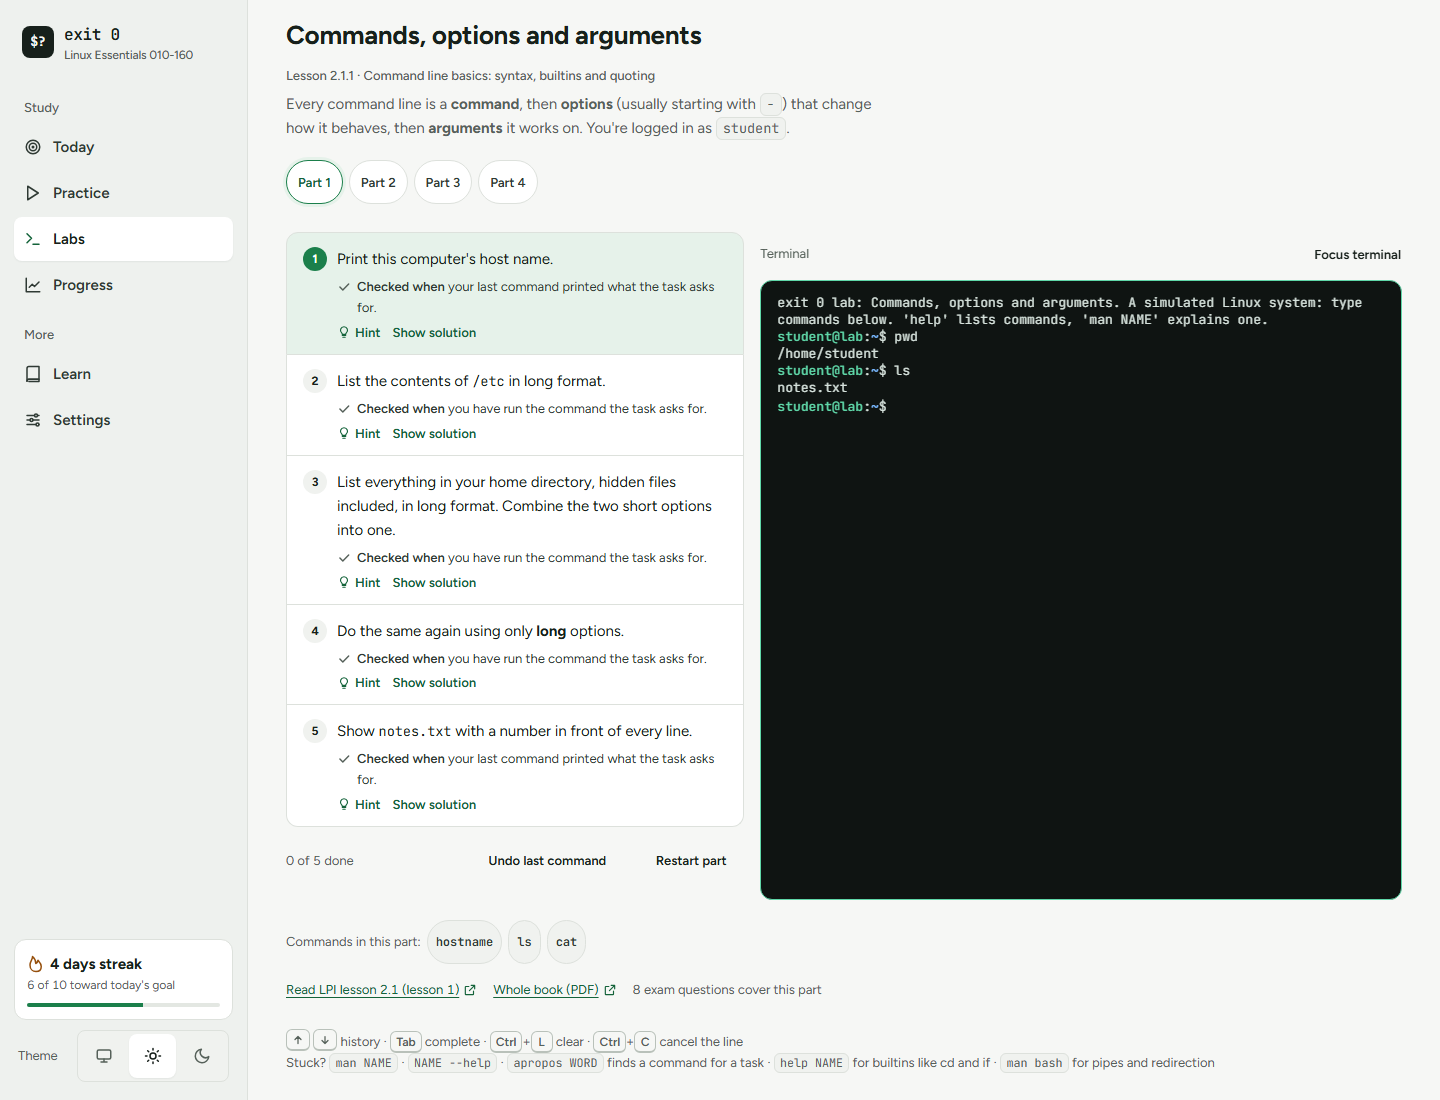 $?
exit 0
Linux Essentials 010-160
Study
Today
Practice
Labs
Progress
More
Learn
Settings
4 days streak
6 of 10 toward today's goal
Theme
Commands, options and arguments
Lesson 2.1.1 · Command line basics: syntax, builtins and quoting
Every command line is a command, then options (usually starting with -) that change
how it behaves, then arguments it works on. You're logged in as student.
Part 1
Part 2
Part 3
Part 4
1
Print this computer's host name.
Checked when your last command printed what the task asks
for.
Hint Show solution
2
List the contents of /etc in long format.
Checked when you have run the command the task asks for.
Hint Show solution
3
List everything in your home directory, hidden files
included, in long format. Combine the two short options
into one.
Checked when you have run the command the task asks for.
Hint Show solution
4
Do the same again using only long options.
Checked when you have run the command the task asks for.
Hint Show solution
5
Show notes.txt with a number in front of every line.
Checked when your last command printed what the task asks
for.
Hint Show solution
0 of 5 done
Undo last command
Restart part
Terminal
Focus terminal
exit 0 lab: Commands, options and arguments. A simulated Linux system: type
commands below. 'help' lists commands, 'man NAME' explains one.
student@lab:~$ pwd
/home/student
student@lab:~$ ls
notes.txt
student@lab:~$
Commands in this part: hostname ls cat
Read LPI lesson 2.1 (lesson 1) Whole book (PDF) 8 exam questions cover this part
↑ ↓ history · Tab complete · Ctrl+L clear · Ctrl+C cancel the line
Stuck? man NAME · NAME --help · apropos WORD finds a command for a task · help NAME for builtins like cd and if · man bash for pipes and redirection